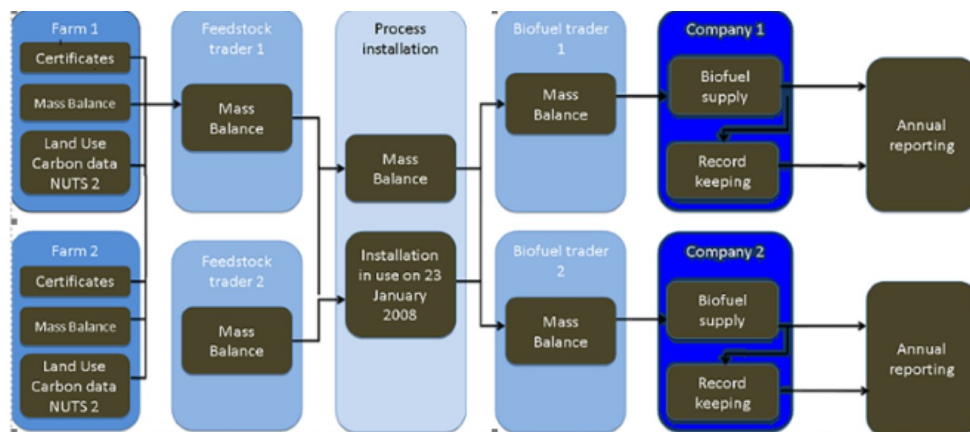 Farm 1
Certificates
Mass Balance
Land Use
Carbon data
NUTS 2
Feedstock
trader 1
Mass
Balance
Process
installation
Mass
Balance
Installation
in use on 23
January
2008
Biofuel trader
1
Mass
Balance
Company 1
Biofuel
supply
Record
keeping
Annual
reporting
Farm 2
Certificates
Mass Balance
Land Use
Carbon data
NUTS 2
Feedstock
trader 2
Mass
Balance
Biofuel trader
2
Mass
Balance
Company 2
Biofuel
supply
Record
keeping
Annual
reporting